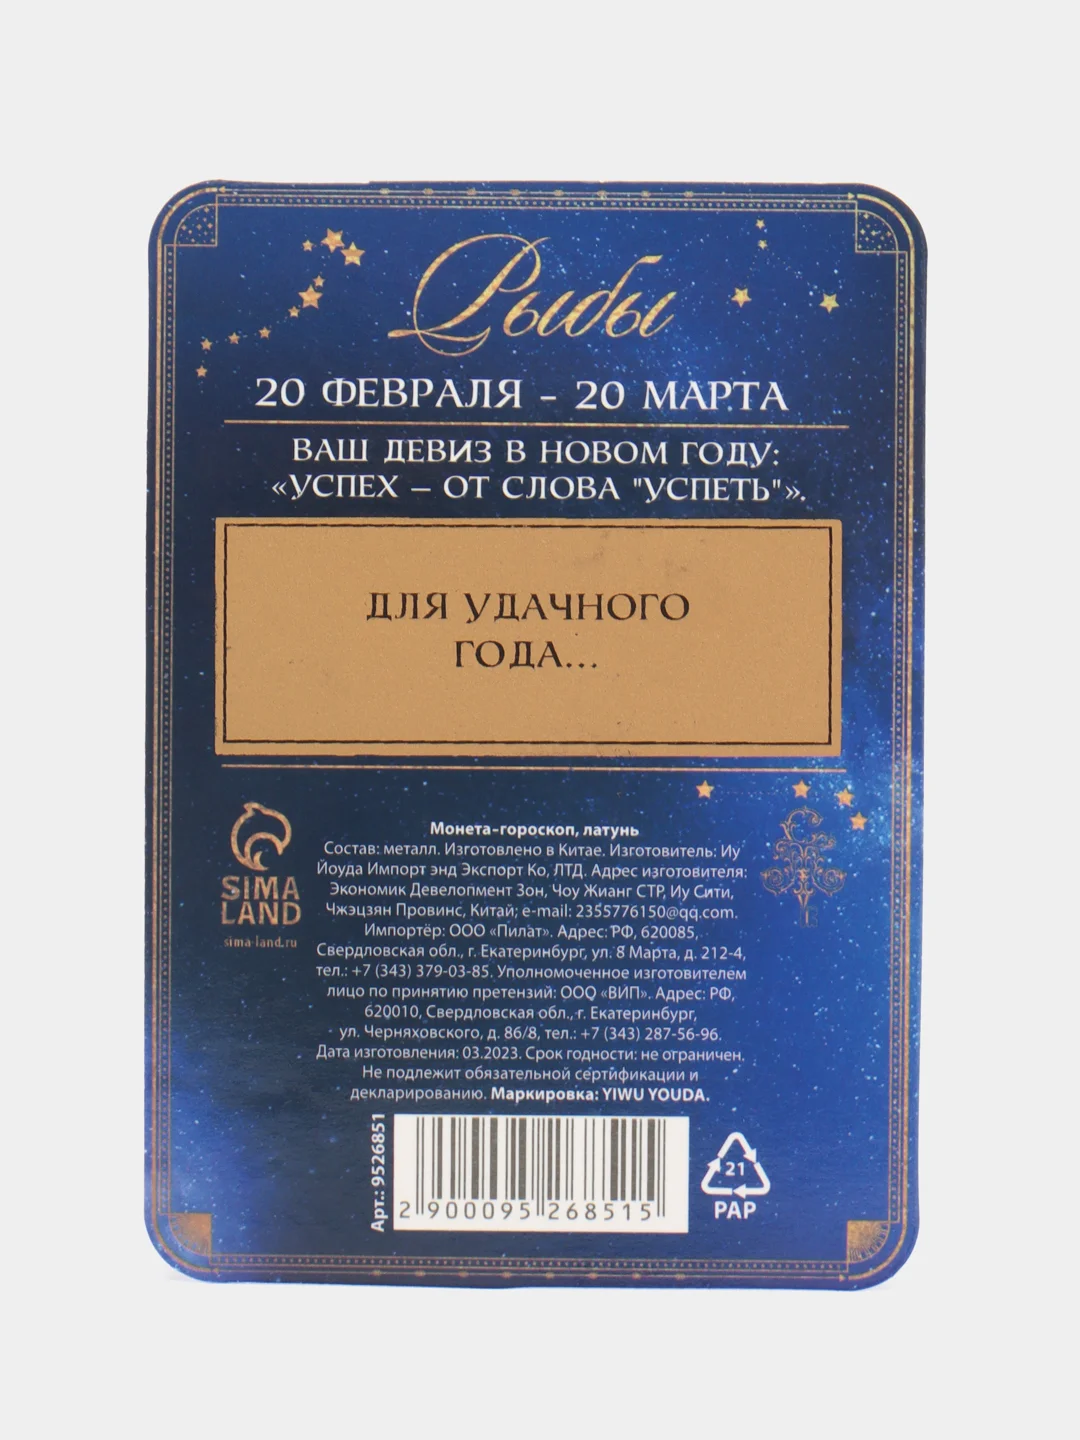 Рыбы
20 ФЕВРАЛЯ – 20 МАРТА
ВАШ ДЕВИЗ В НОВОМ ГОДУ:
«УСПЕХ – ОТ СЛОВА "УСПЕТЬ"».
ДЛЯ УДАЧНОГО
ГОДА...
SIMA
LAND
sima-land.ru
Монета-гороскоп, латунь
Состав: металл. Изготовлено в Китае. Изготовитель: Иу
Йоуда Импорт энд Экспорт Ко, ЛТД. Адрес изготовителя:
Экономик Девелопмент Зон, Чоу Жианг СТР, Иу Сити,
Чжэцзян Провинс, Китай; e-mail: 2355776150@qq.com.
Импортёр: ООО «Пилат». Адрес: РФ, 620085,
Свердловская обл., г. Екатеринбург, ул. 8 Марта, д. 212-4,
тел.: +7 (343) 379-03-85. Уполномоченное изготовителем
лицо по принятию претензий: ООО «ВИП». Адрес: РФ,
620010, Свердловская обл., г. Екатеринбург,
ул. Черняховского, д. 86/8, тел.: +7 (343) 287-56-96.
Дата изготовления: 03.2023. Срок годности: не ограничен.
Не подлежит обязательной сертификации и
декларированию. Маркировка: YIWU YOUDA.
Арт.: 9526851
2 900095 268515
21
PAP